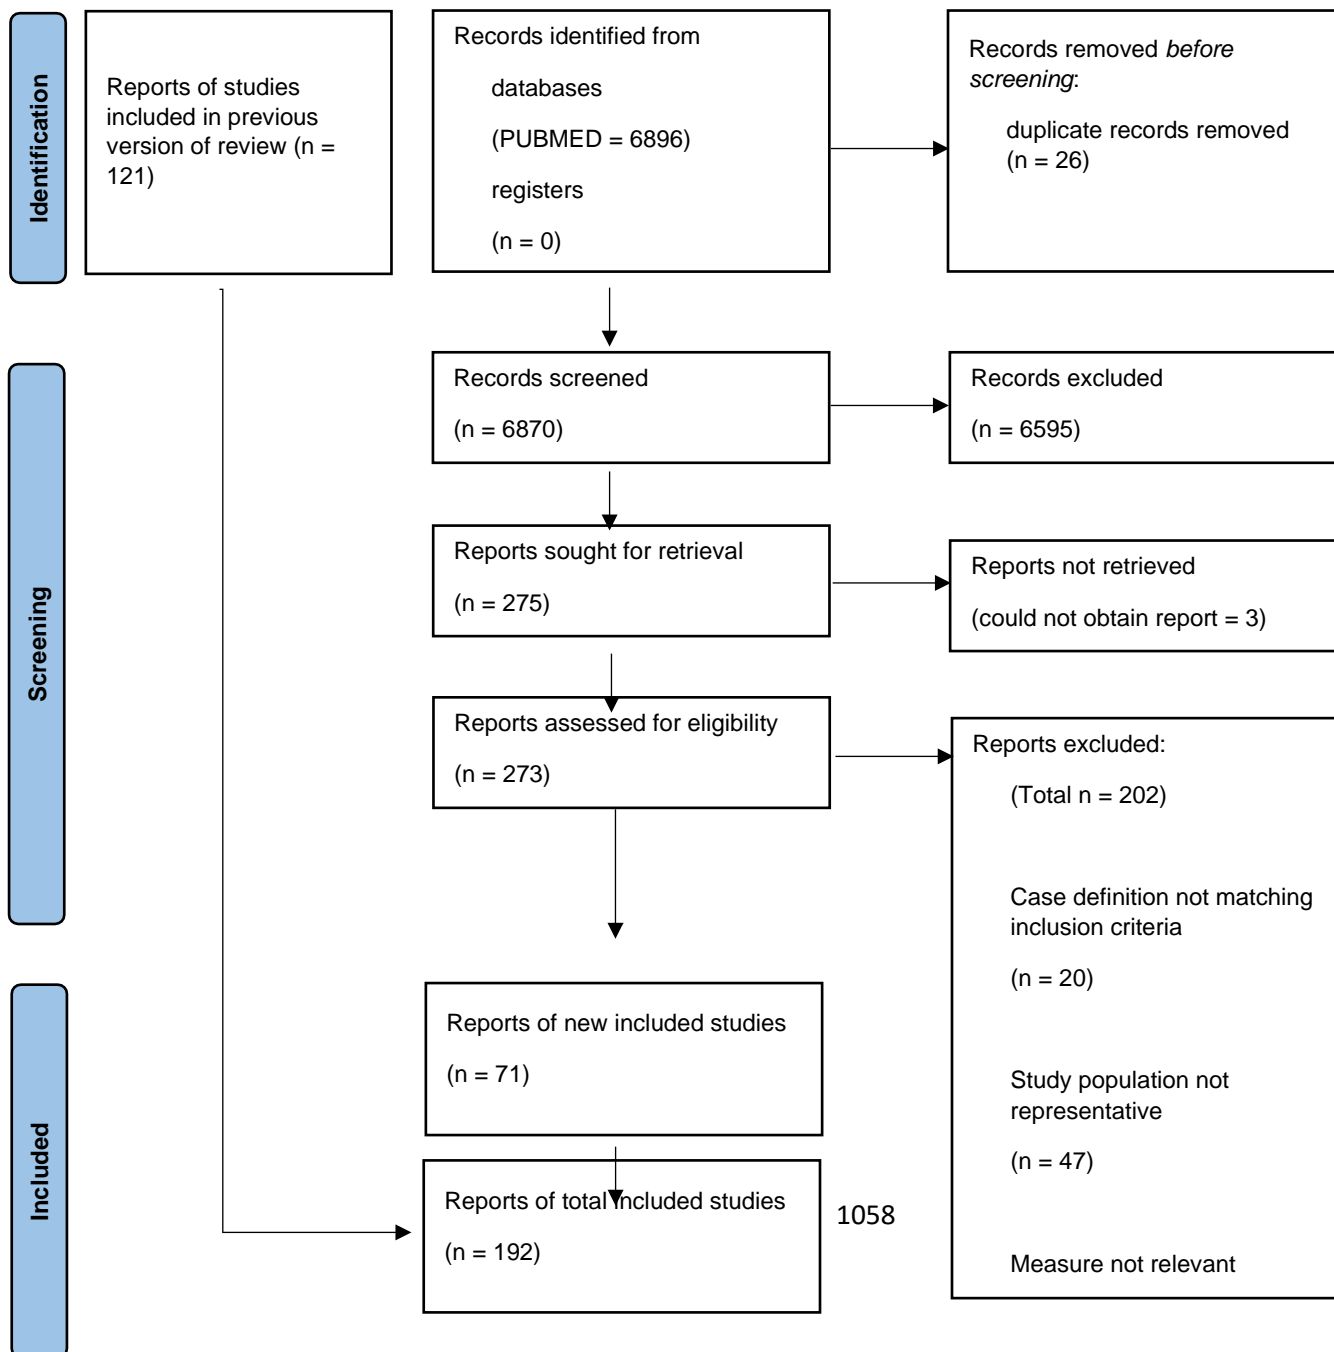 Identification
Reports of studies
included in previous
version of review (n =
121)
Records identified from
databases
(PUBMED = 6896)
registers
(n = 0)
Records removed before
screening:
duplicate records removed
(n = 26)
Screening
Records screened
(n = 6870)
Records excluded
(n = 6595)
Reports sought for retrieval
(n = 275)
Reports not retrieved
(could not obtain report = 3)
Reports assessed for eligibility
(n = 273)
Reports excluded:
(Total n = 202)
Case definition not matching
inclusion criteria
(n = 20)
Study population not
representative
(n = 47)
Measure not relevant
Included
Reports of new included studies
(n = 71)
Reports of total included studies
(n = 192)
1058